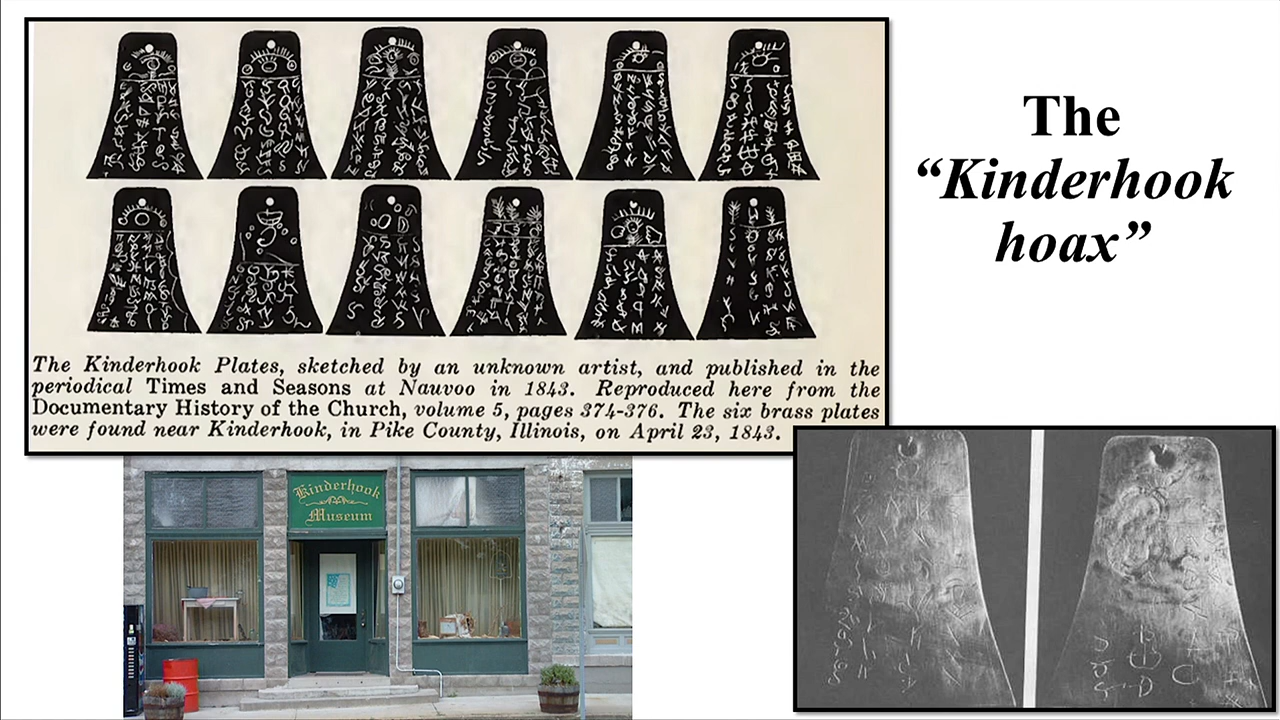 The
“Kinderhook
hoax”
The Kinderhook Plates, sketched by an unknown artist, and published in the
periodical Times and Seasons at Nauvoo in 1843. Reproduced here from the
Documentary History of the Church, volume 5, pages 374-376. The six brass plates
were found near Kinderhook, in Pike County, Illinois, on April 23, 1843.
Kinderhook
Museum